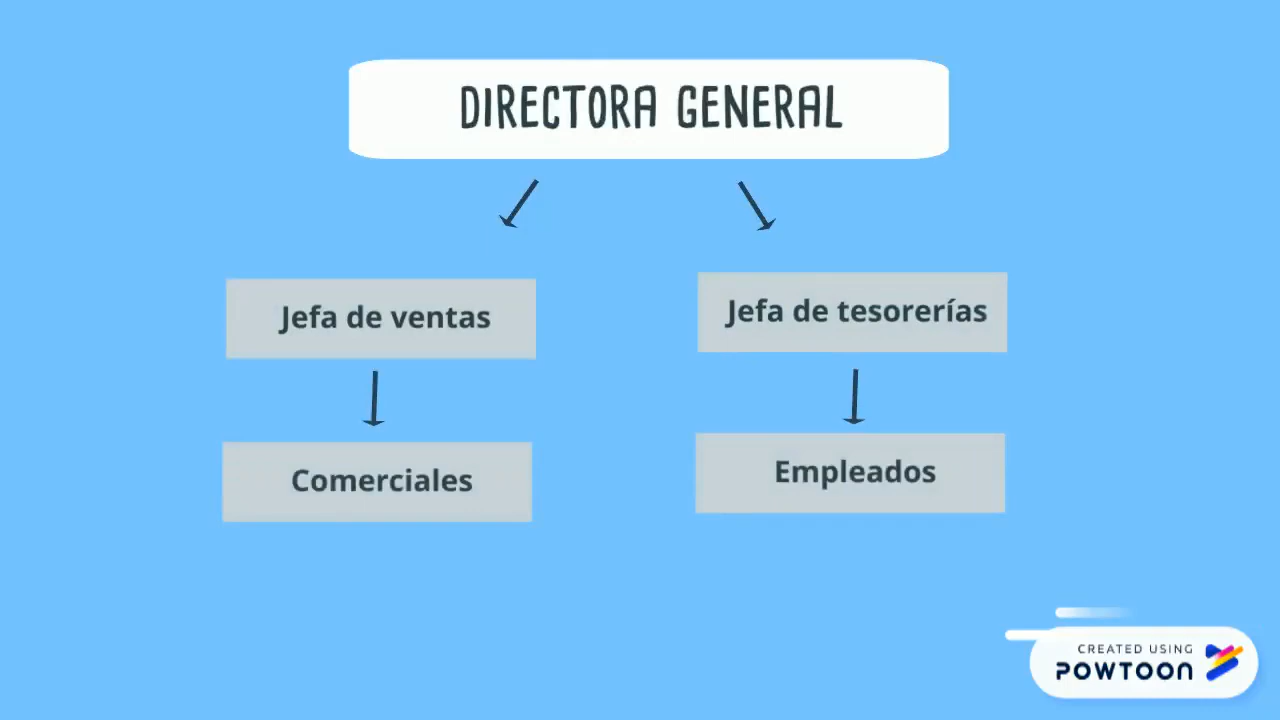 DIRECTORA GENERAL
Jefa de ventas
Jefa de tesorerías
Comerciales
Empleados
CREATED USING
POWTOON